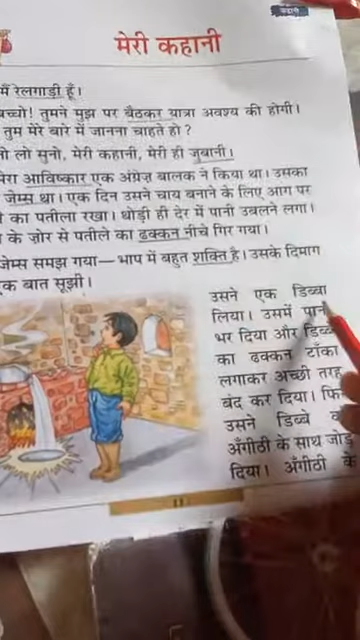 कहानी
मेरी कहानी
मैं रेलगाड़ी हूँ।
बच्चो! तुमने मुझ पर बैठकर यात्रा अवश्य की होगी।
तुम मेरे बारे में जानना चाहते हो ?
तो लो सुनो, मेरी कहानी, मेरी ही जुबानी।
मेरा आविष्कार एक अंग्रेज़ बालक ने किया था। उसका
जेम्स था। एक दिन उसने चाय बनाने के लिए आग पर
का पतीला रखा। थोड़ी ही देर में पानी उबलने लगा।
के ज़ोर से पतीले का ढक्कन नीचे गिर गया।
जेम्स समझ गया— भाप में बहुत शक्ति है। उसके दिमाग
एक बात सूझी।
उसने एक डिब्बा
लिया। उसमें पानी
भर दिया और डिब्बे
का ढक्कन टाँका
लगाकर अच्छी तरह
बंद कर दिया।
उसने डिब्बे
अँगीठी के साथ जोड़
दिया। अँगीठी के